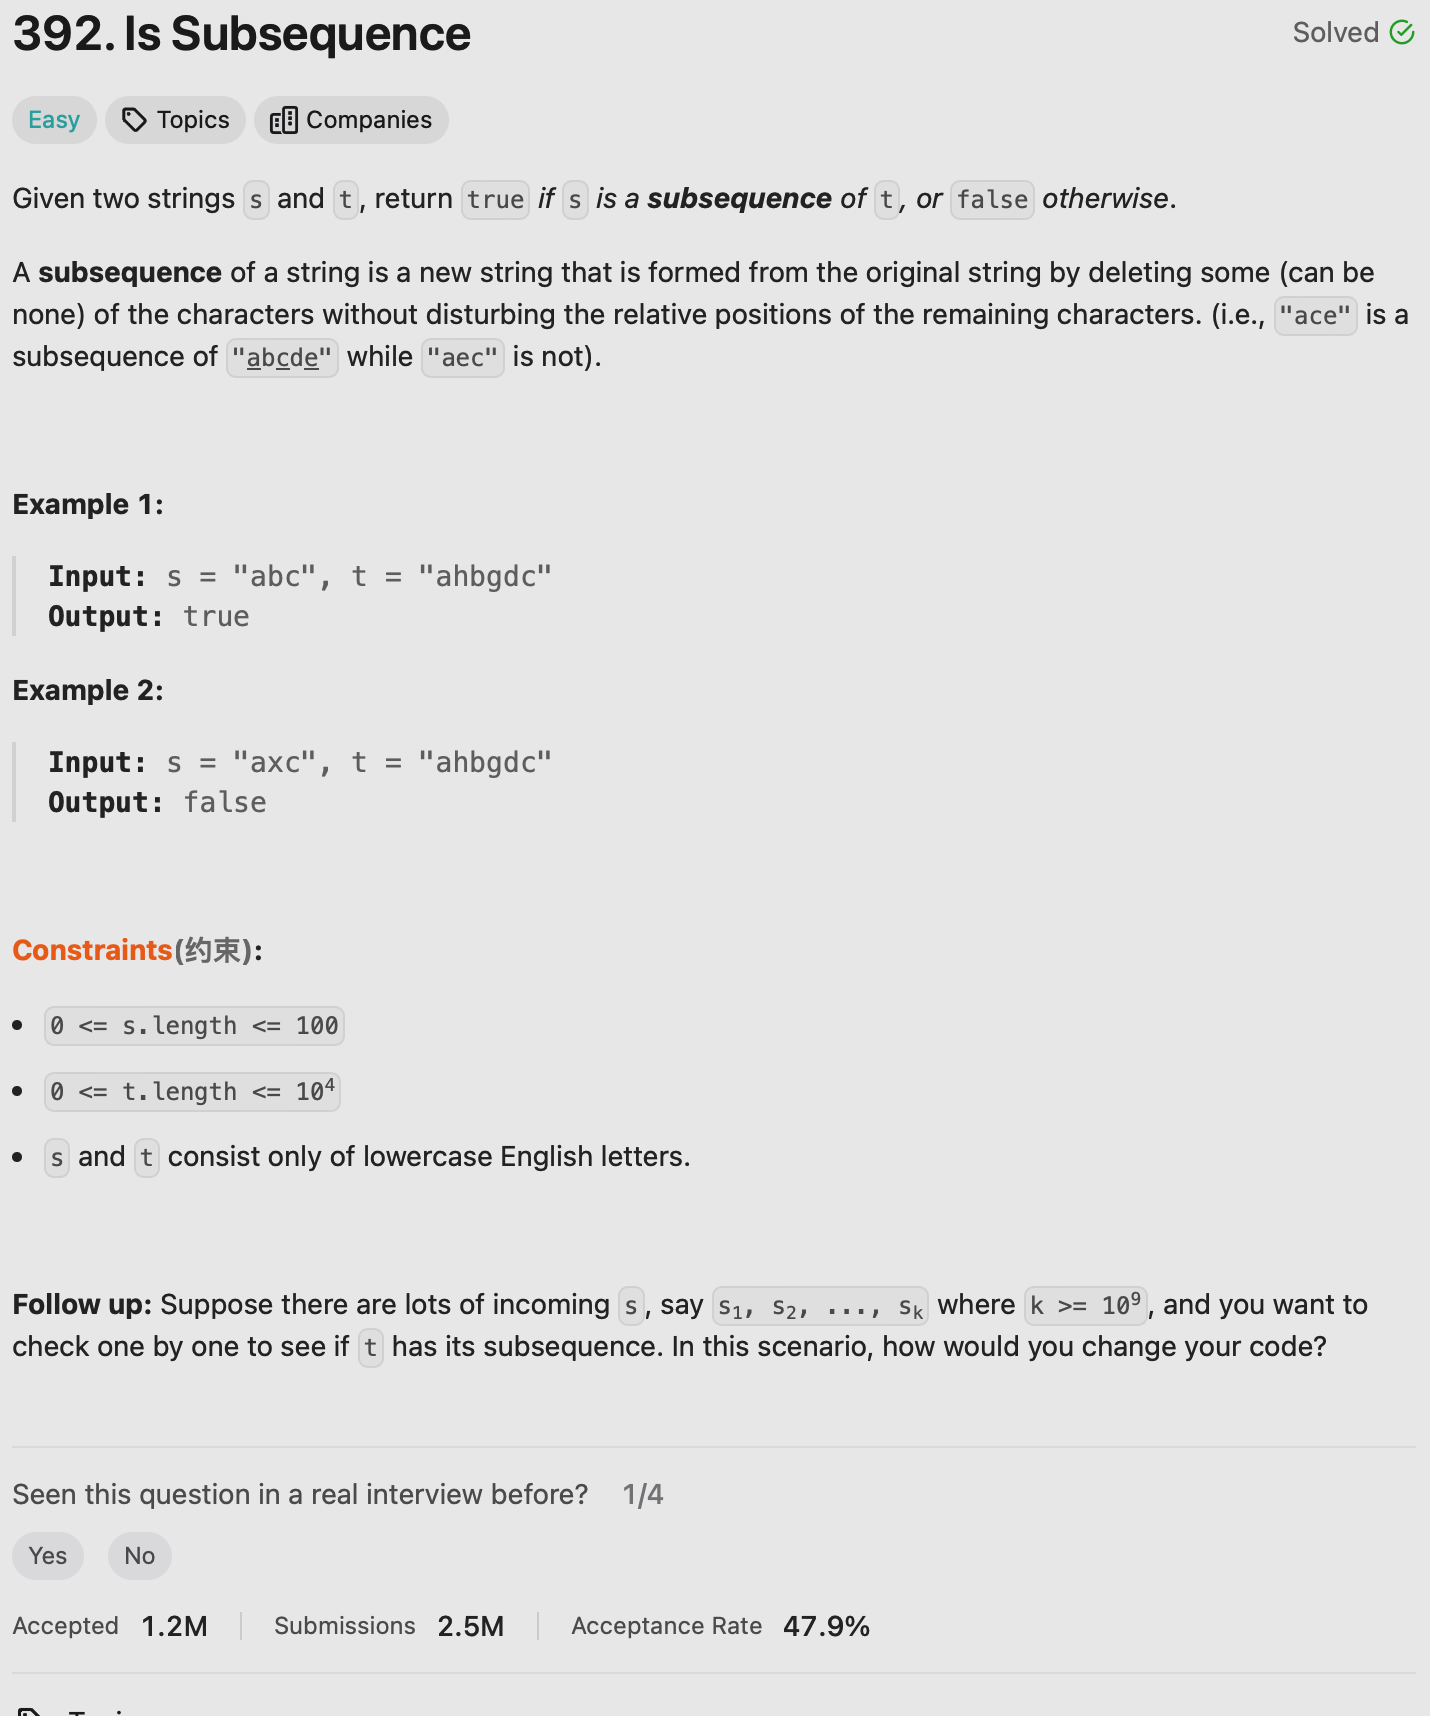 392. Is Subsequence
Solved
Easy
Topics
Companies
Given two strings s and t, return true if s is a subsequence of t, or false otherwise.
A subsequence of a string is a new string that is formed from the original string by deleting some (can be
none) of the characters without disturbing the relative positions of the remaining characters. (i.e., "ace" is a
subsequence of "abcde" while "aec" is not).
Example 1:
Input: s = "abc", t = "ahbgdc"
Output: true
Example 2:
Input: s = "axc", t = "ahbgdc"
Output: false
Constraints(约束):
• 0 <= s.length <= 100
• 0 <= t.length <= 10⁴
• s and t consist only of lowercase English letters.
Follow up: Suppose there are lots of incoming s, say s₁, s₂, ..., sₖ where k >= 10⁹, and you want to
check one by one to see if t has its subsequence. In this scenario, how would you change your code?
Seen this question in a real interview before? 1/4
Yes
No
Accepted 1.2M
Submissions 2.5M
Acceptance Rate 47.9%